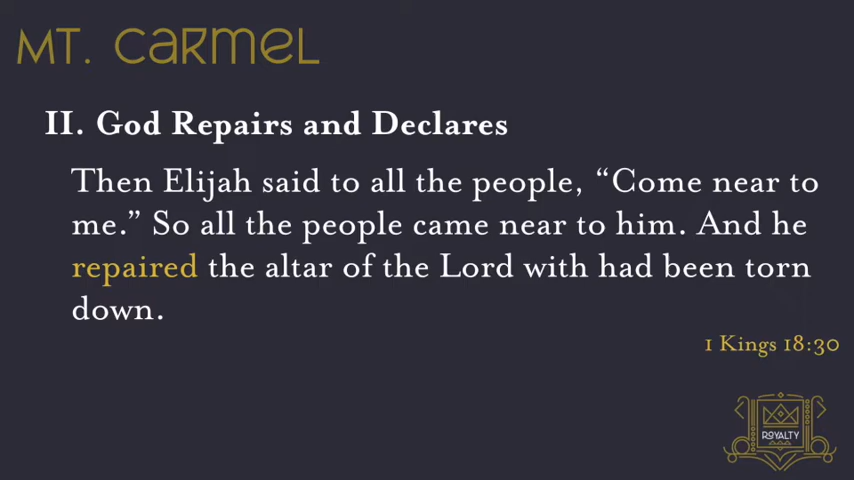 MT. CARMEL
II. God Repairs and Declares
Then Elijah said to all the people, “Come near to
me.” So all the people came near to him. And he
repaired the altar of the Lord with had been torn
down.
1 Kings 18:30
ROYALTY